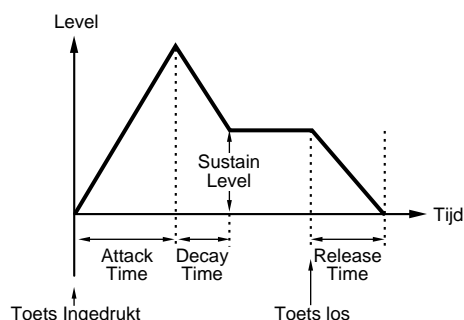 Level
Sustain
Level
Tijd
Attack
Time
Decay
Time
Release
Time
Toets Ingedrukt
Toets los